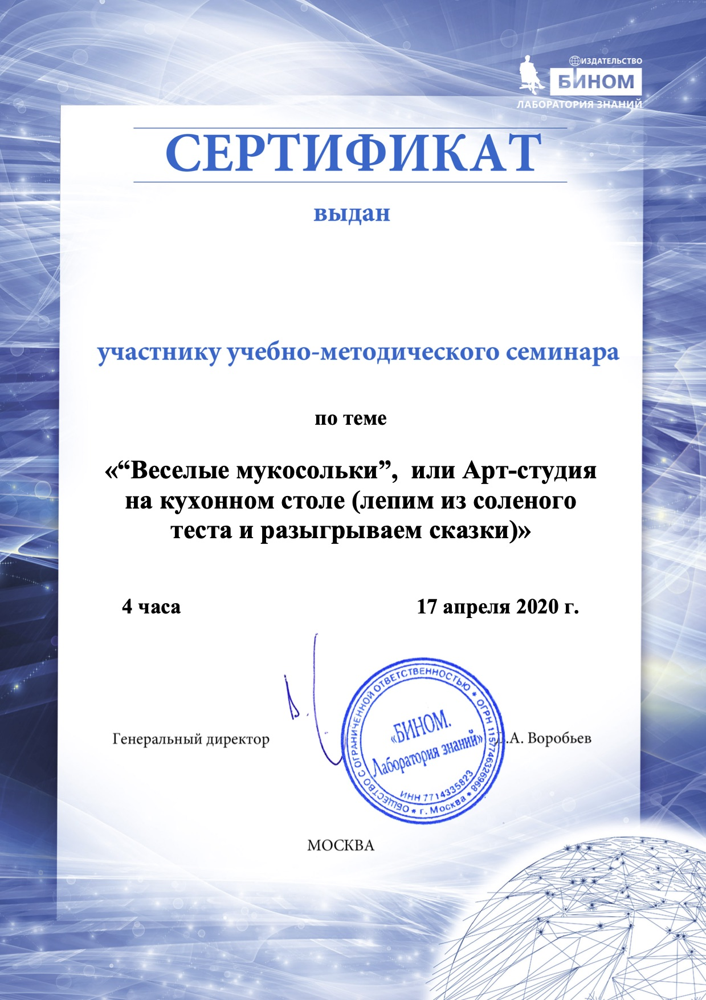 ИЗДАТЕЛЬСТВО
БИНОМ
ЛАБОРАТОРИЯ ЗНАНИЙ
СЕРТИФИКАТ
выдан
участнику учебно-методического семинара
по теме
«“Веселые мукосольки”, или Арт-студия
на кухонном столе (лепим из соленого
теста и разыгрываем сказки)»
4 часа 17 апреля 2020 г.
Генеральный директор
ОБЩЕСТВО С ОГРАНИЧЕННОЙ ОТВЕТСТВЕННОСТЬЮ * ОГРН 1157746326968 * г. Москва *
«БИНОМ.
Лаборатория знаний»
ИНН 7714335823
.А. Воробьев
МОСКВА